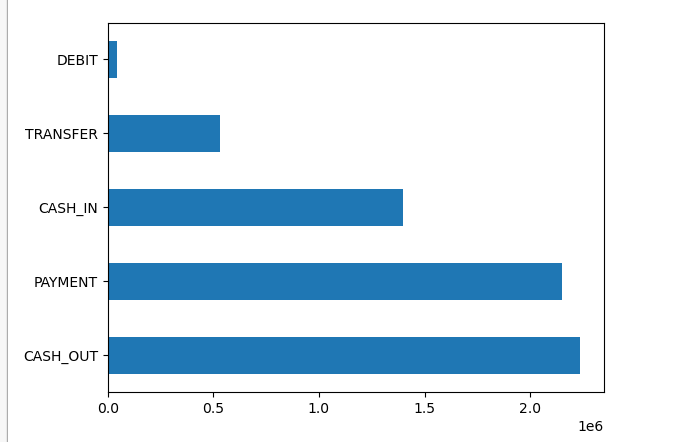 DEBIT
TRANSFER
CASH_IN
PAYMENT
CASH_OUT
0.0 0.5 1.0 1.5 2.0
1e6